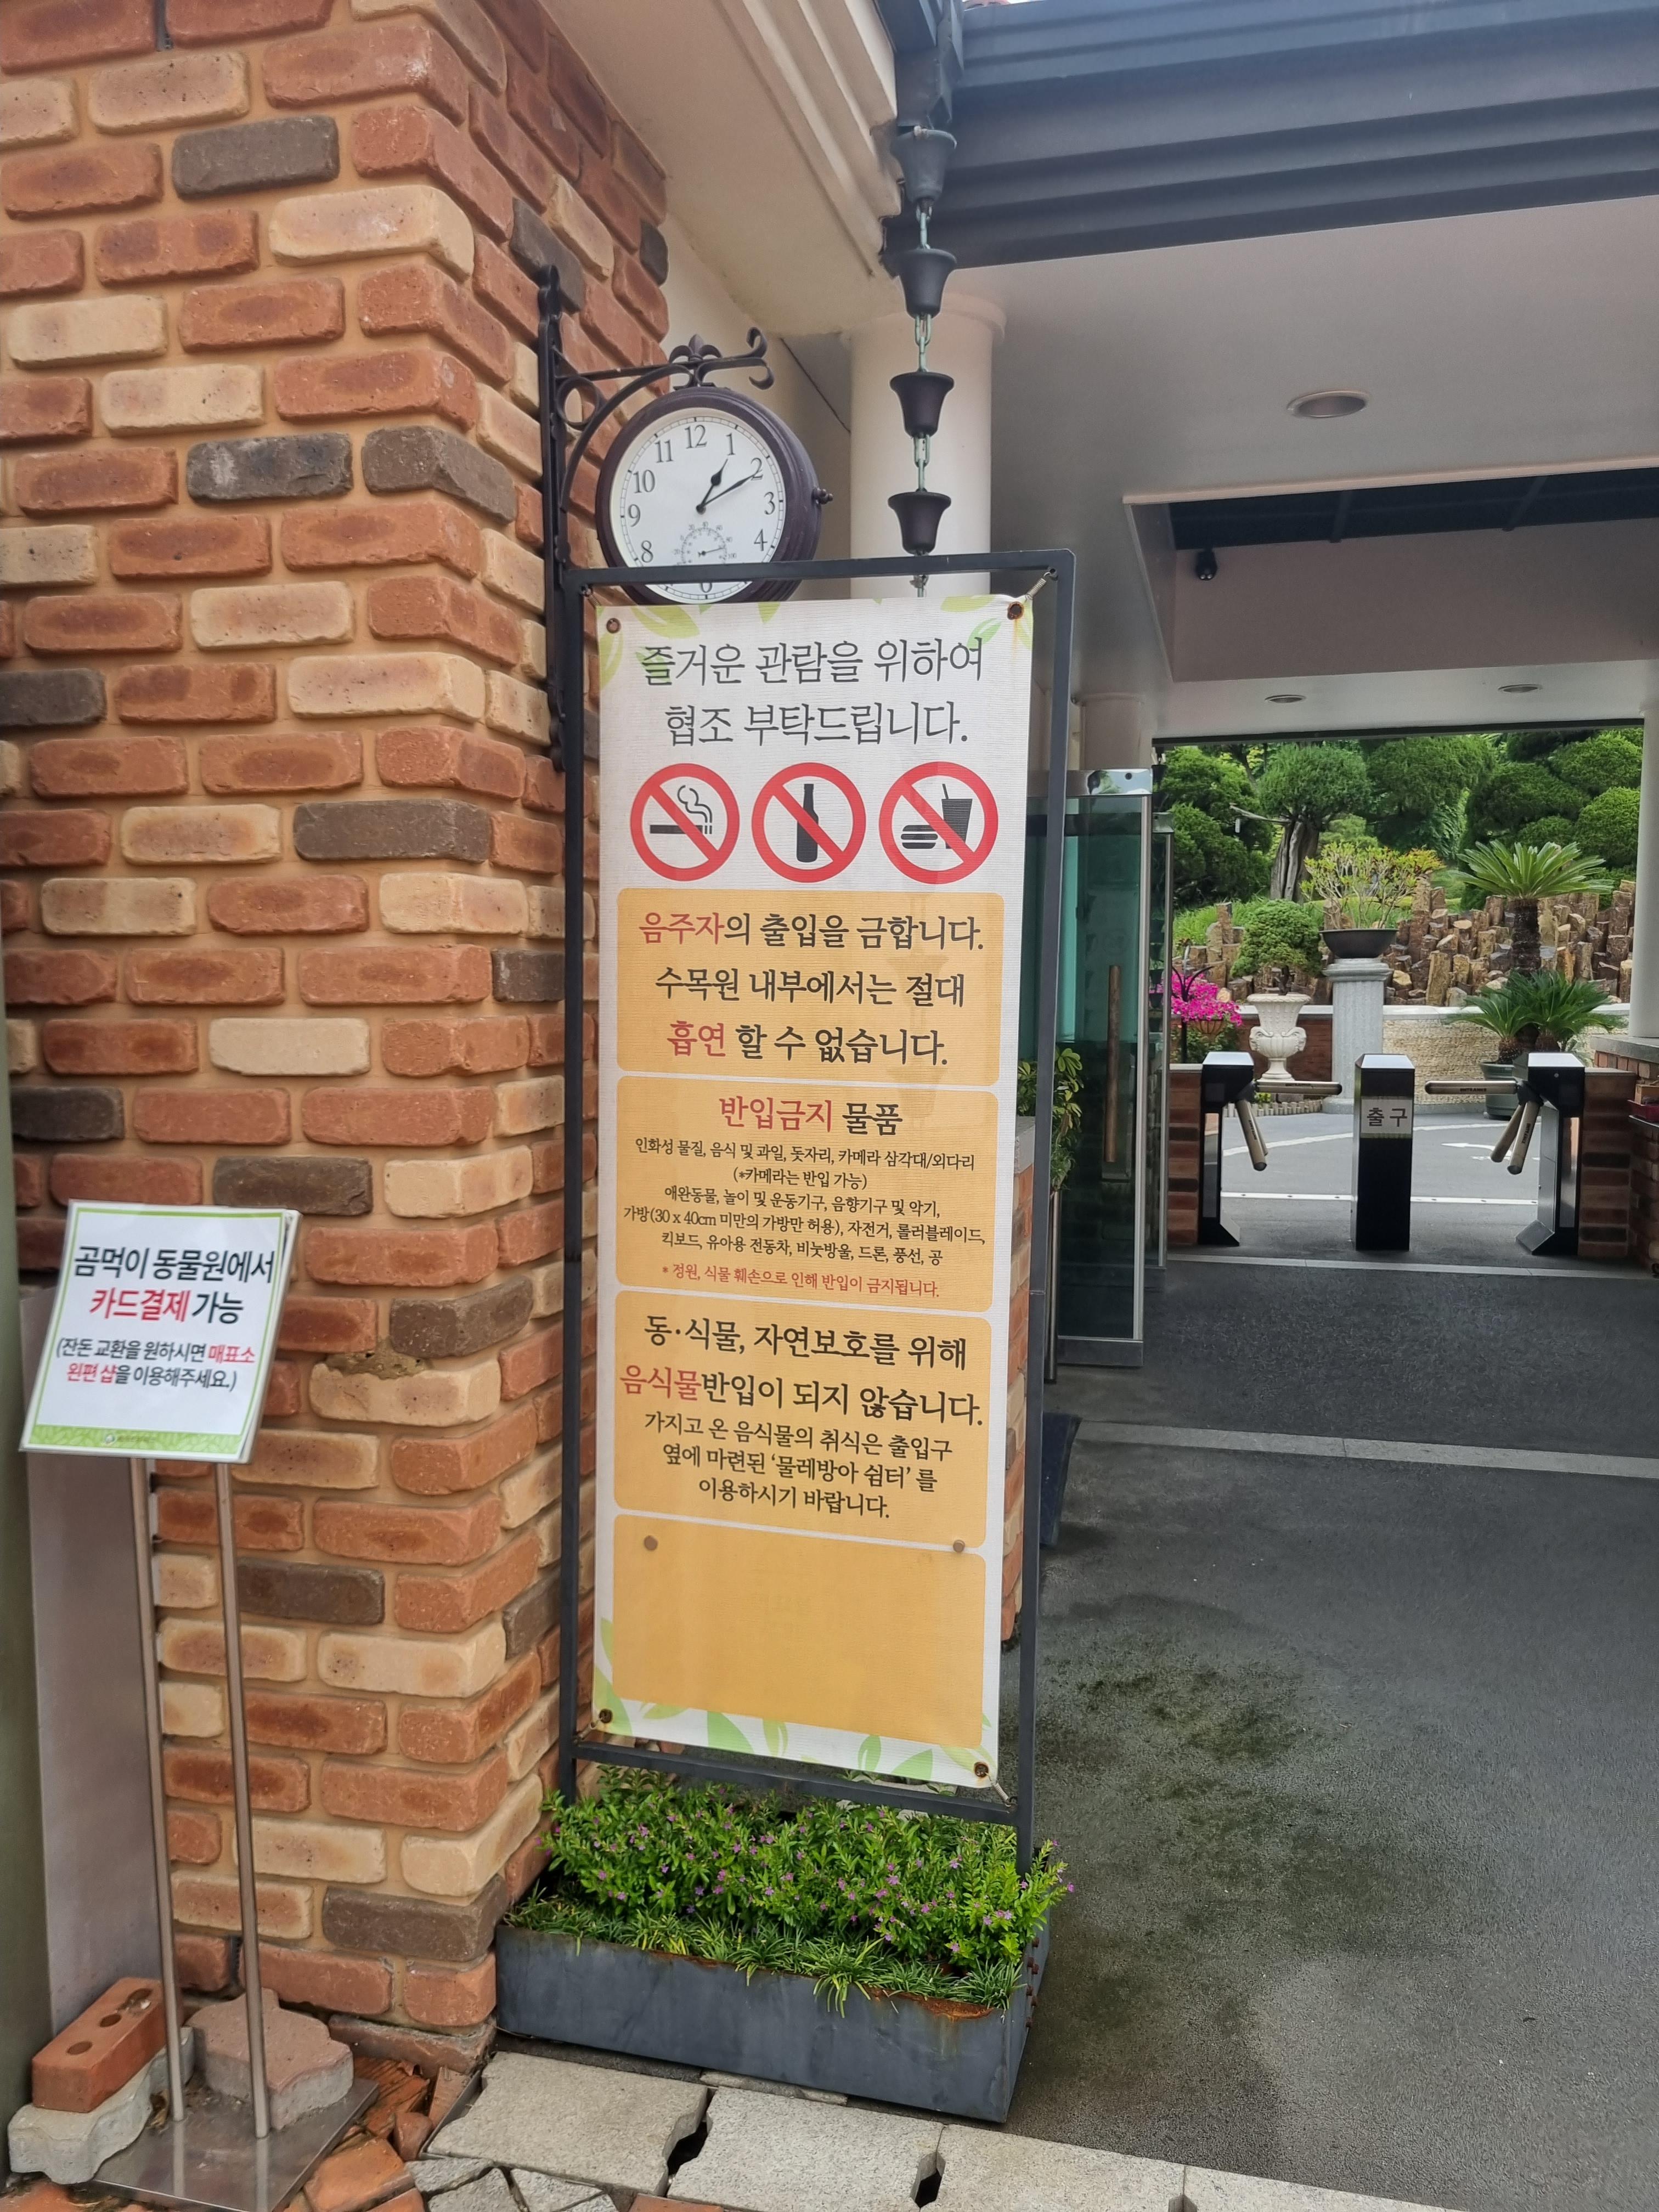 12
1
2
3
4
6
8
9
10
11
즐거운 관람을 위하여
협조 부탁드립니다.
음주자의 출입을 금합니다.
수목원 내부에서는 절대
흡연 할 수 없습니다.
반입금지 물품
인화성 물질, 음식 및 과일, 돗자리, 카메라 삼각대/외다리
(*카메라는 반입 가능)
애완동물, 놀이 및 운동기구, 음향기구 및 악기,
가방(30 x 40cm 미만의 가방만 허용), 자전거, 롤러블레이드,
킥보드, 유아용 전동차, 비눗방울, 드론, 풍선, 공
* 정원, 식물 훼손으로 인해 반입이 금지됩니다.
동·식물, 자연보호를 위해
음식물반입이 되지 않습니다.
가지고 온 음식물의 취식은 출입구
옆에 마련된 ‘물레방아 쉼터’ 를
이용하시기 바랍니다.
출구
곰먹이 동물원에서
카드결제 가능
(잔돈 교환을 원하시면 매표소
왼편 샵을 이용해주세요.)